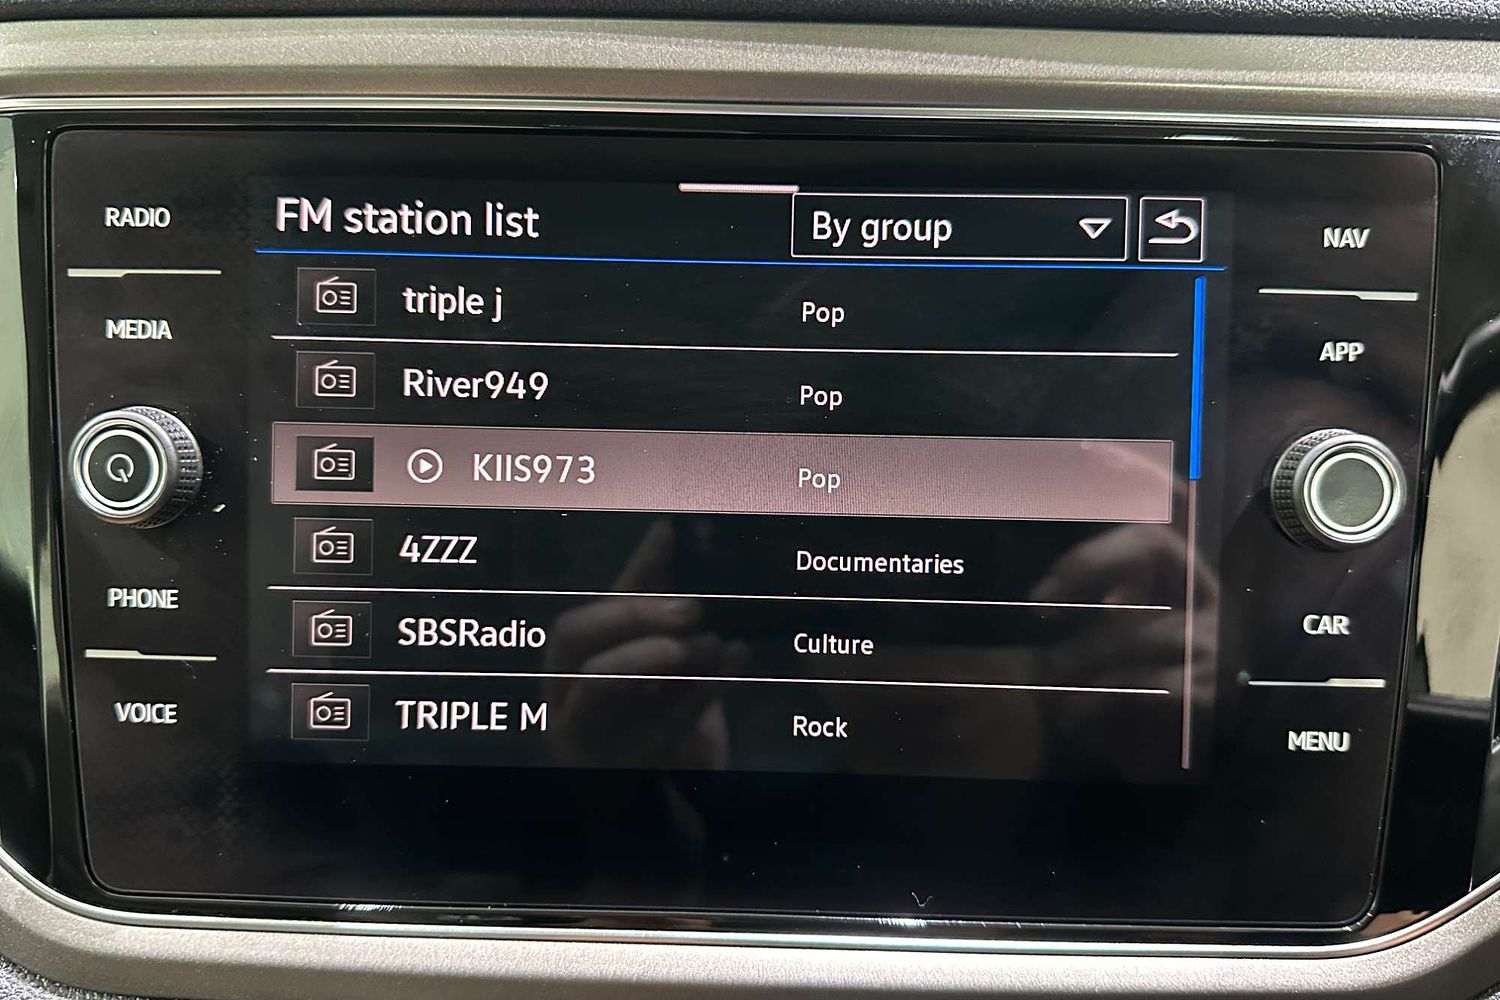 RADIO
MEDIA
PHONE
VOICE
FM station list
By group
triple j Pop
River949 Pop
KIIS973 Pop
4ZZZ Documentaries
SBSRadio Culture
TRIPLE M Rock
NAV
APP
CAR
MENU